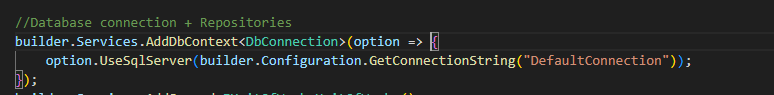 //Database connection + Repositories
builder.Services.AddDbContext<DbConnection>(option => {
    option.UseSqlServer(builder.Configuration.GetConnectionString("DefaultConnection"));
});